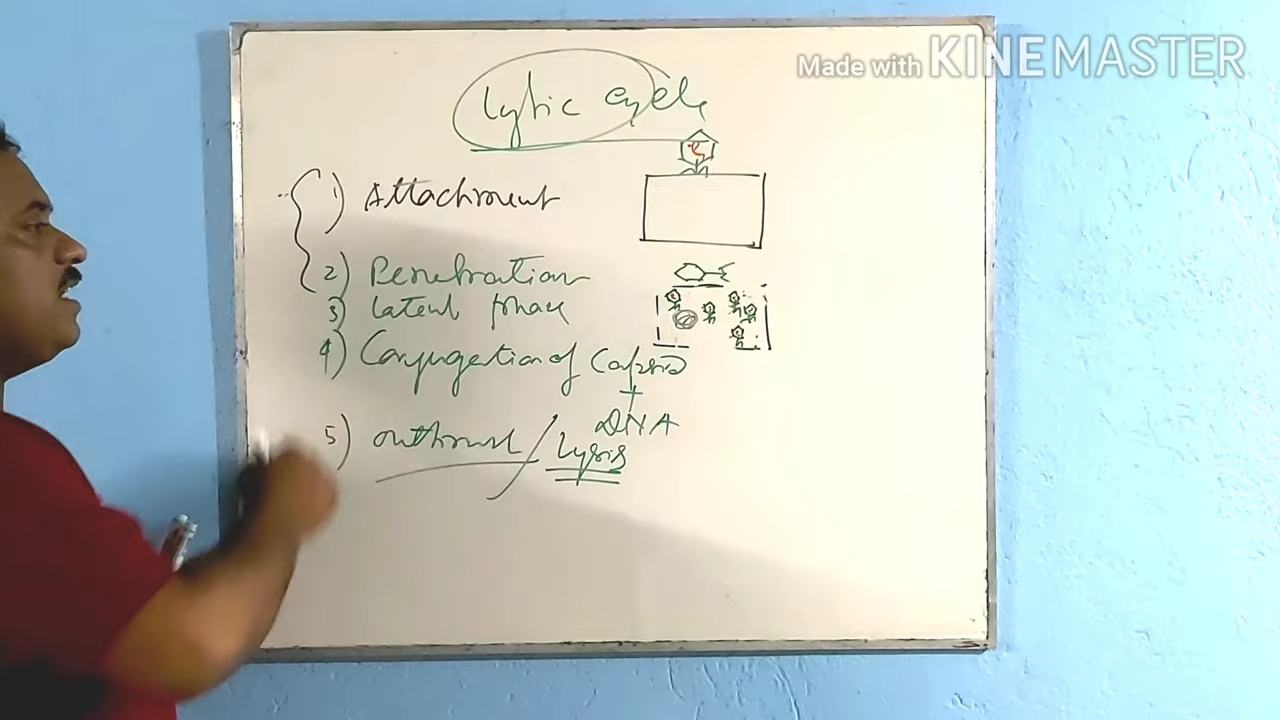 Made with KINEMASTER
Lytic cycle
1) Attachment
2) Penetration
3) Latent phase
4) Conjugation of Capsid
+
DNA
5) outburst / Lysis